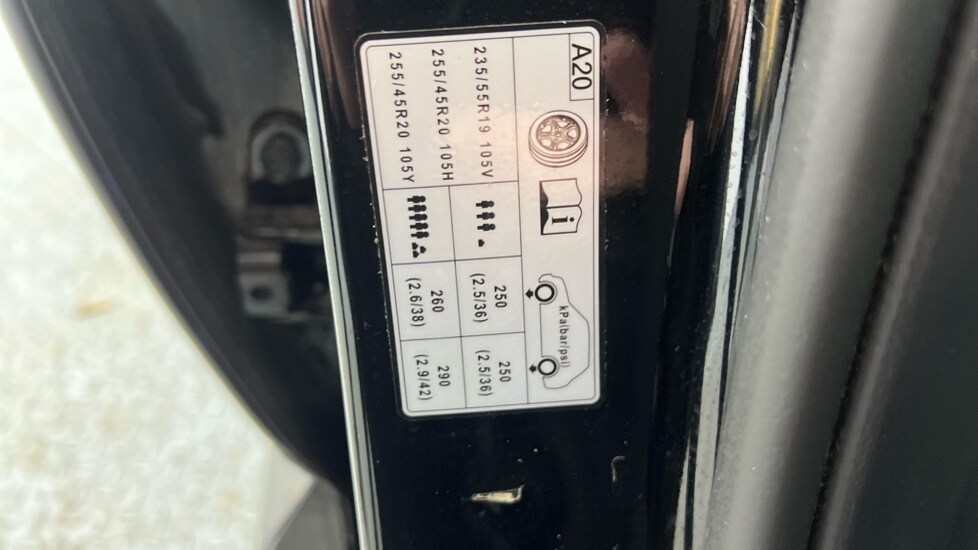 A20
i
kPa(bar/psi)
235/55R19 105V
255/45R20 105H
255/45R20 105Y
250
(2.5/36)
250
(2.5/36)
260
(2.6/38)
290
(2.9/42)